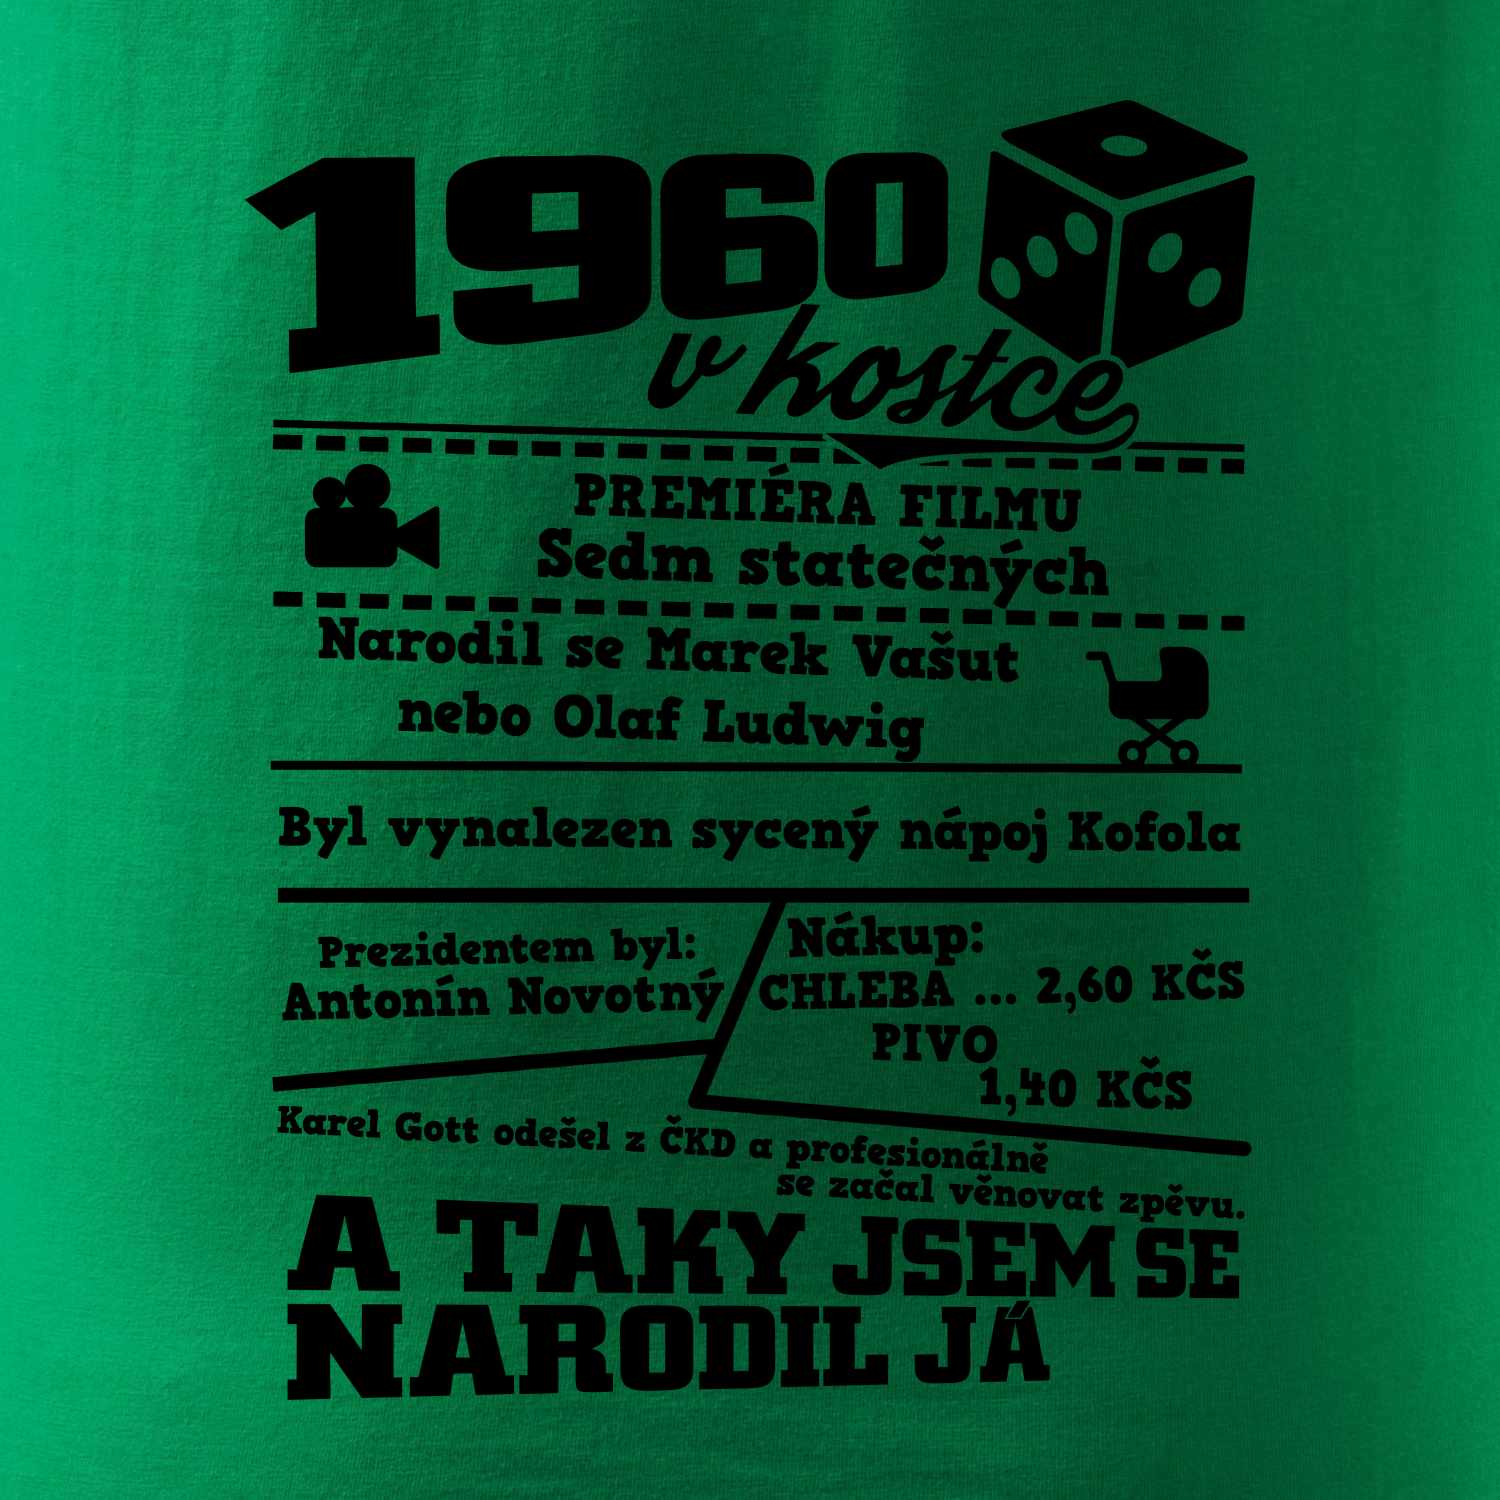 1960
v kostce
PREMIÉRA FILMU
Sedm statečných
Narodil se Marek Vašut
nebo Olaf Ludwig
Byl vynalezen sycený nápoj Kofola
Prezidentem byl:
Antonín Novotný
Nákup:
CHLEBA ... 2,60 KČS
PIVO
1,40 KČS
Karel Gott odešel z ČKD a profesionálně
se začal věnovat zpěvu.
A TAKY JSEM SE
NARODIL JÁ